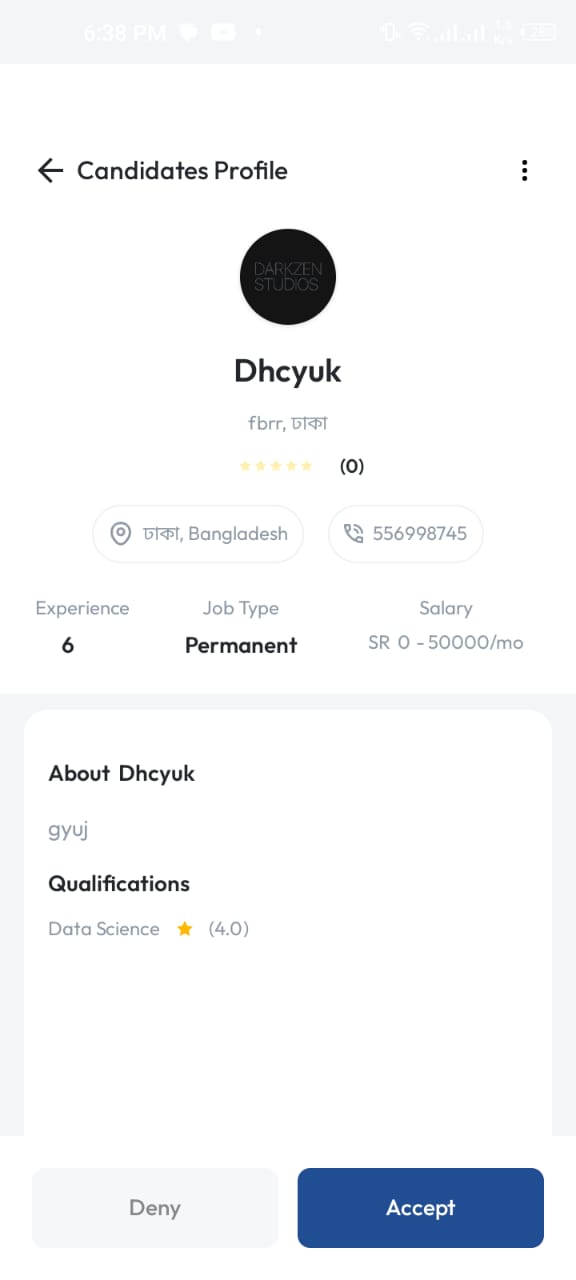 6:38 PM
Candidates Profile
DARKZEN
STUDIOS
Dhcyuk
fbrr, ঢাকা
(0)
ঢাকা, Bangladesh
556998745
Experience Job Type Salary
6 Permanent SR 0 - 50000/mo
About Dhcyuk
gyuj
Qualifications
Data Science (4.0)
Deny Accept